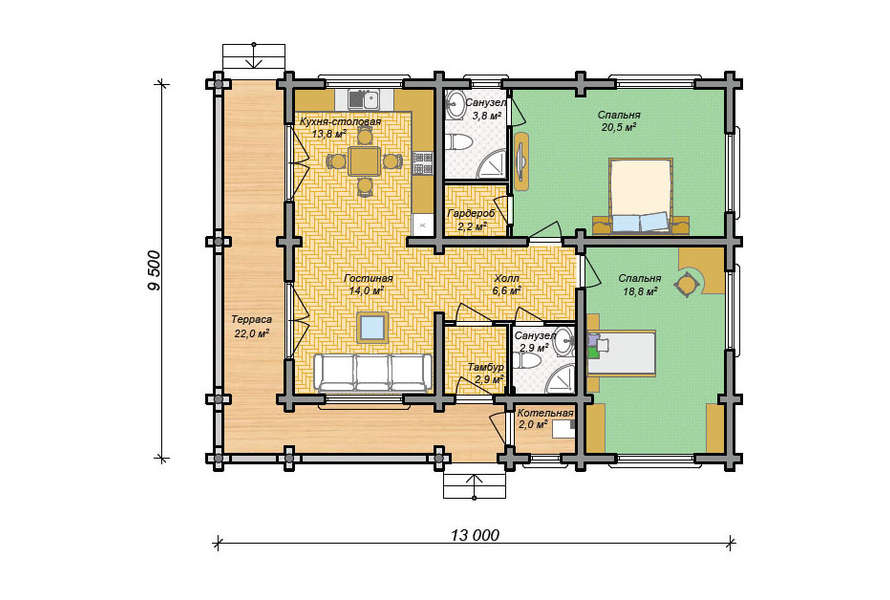 Санузел
3,8 м²
Спальня
20,5 м²
Кухня-столовая
13,8 м²
Гардероб
2,2 м²
Гостиная
14,0 м²
Холл
6,6 м²
Спальня
18,8 м²
9 500
Терраса
22,0 м²
Санузел
2,9 м²
Тамбур
2,9 м²
Котельная
2,0 м²
13 000